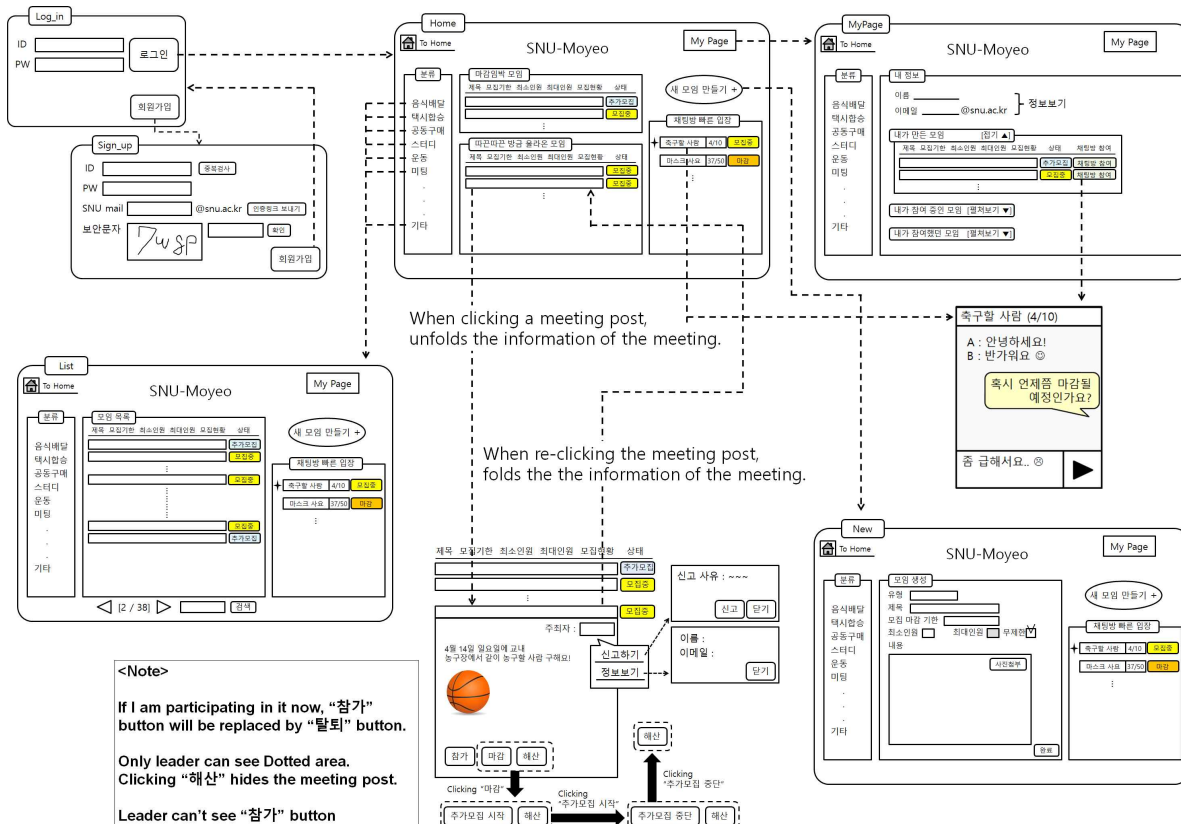 Log_in
ID
PW
로그인
회원가입
Sign_up
ID
중복검사
PW
SNU mail
@snu.ac.kr
인증링크 보내기
보안문자
7wsp
확인
회원가입
Home
To Home
SNU-Moyeo
My Page
분류
음식배달
택시합승
공동구매
스터디
운동
미팅
.
.
.
기타
마감임박 모임
제목 모집기한 최소인원 최대인원 모집현황 상태
추가모집
모집중
⋮
따끈따끈 방금 올라온 모임
제목 모집기한 최소인원 최대인원 모집현황 상태
모집중
모집중
⋮
새 모임 만들기 +
채팅방 빠른 입장
축구할 사람 4/10 모집중
마스크 사요 37/50 마감
⋮
MyPage
To Home
SNU-Moyeo
My Page
분류
음식배달
택시합승
공동구매
스터디
운동
미팅
.
.
.
기타
내 정보
이름
이메일 @snu.ac.kr
정보보기
내가 만든 모임 [접기 ▲]
제목 모집기한 최소인원 최대인원 모집현황 상태 채팅방 참여
추가모집 채팅방 참여
모집중 채팅방 참여
⋮
내가 참여 중인 모임 [펼쳐보기 ▼]
내가 참여했던 모임 [펼쳐보기 ▼]
When clicking a meeting post,
unfolds the information of the meeting.
축구할 사람 (4/10)
A : 안녕하세요!
B : 반가워요 ☺
혹시 언제쯤 마감될
예정인가요?
좀 급해서요.. ☹
List
To Home
SNU-Moyeo
My Page
분류
음식배달
택시합승
공동구매
스터디
운동
미팅
.
.
.
기타
모임 목록
제목 모집기한 최소인원 최대인원 모집현황 상태
추가모집
모집중
⋮
모집중
⋮
모집중
추가모집
[2 / 38]
검색
새 모임 만들기 +
채팅방 빠른 입장
축구할 사람 4/10 모집중
마스크 사요 37/50 마감
⋮
When re-clicking the meeting post,
folds the the information of the meeting.
제목 모집기한 최소인원 최대인원 모집현황 상태
추가모집
모집중
⋮
모집중
주최자 :
4월 14일 일요일에 교내
농구장에서 같이 농구할 사람 구해요!
신고하기
정보보기
신고 사유 : ~~~
신고
닫기
이름 :
이메일 :
닫기
참가
마감
해산
Clicking "마감"
추가모집 시작
해산
Clicking
"추가모집 시작"
추가모집 중단
해산
Clicking
"추가모집 중단"
해산
<Note>
If I am participating in it now, “참가”
button will be replaced by “탈퇴” button.
Only leader can see Dotted area.
Clicking “해산” hides the meeting post.
Leader can’t see “참가” button
New
To Home
SNU-Moyeo
My Page
분류
음식배달
택시합승
공동구매
스터디
운동
미팅
.
.
.
기타
모임 생성
유형
제목
모집 마감 기한
최소인원
최대인원
무제한
내용
사진첨부
완료
새 모임 만들기 +
채팅방 빠른 입장
축구할 사람 4/10 모집중
마스크 사요 37/50 마감
⋮